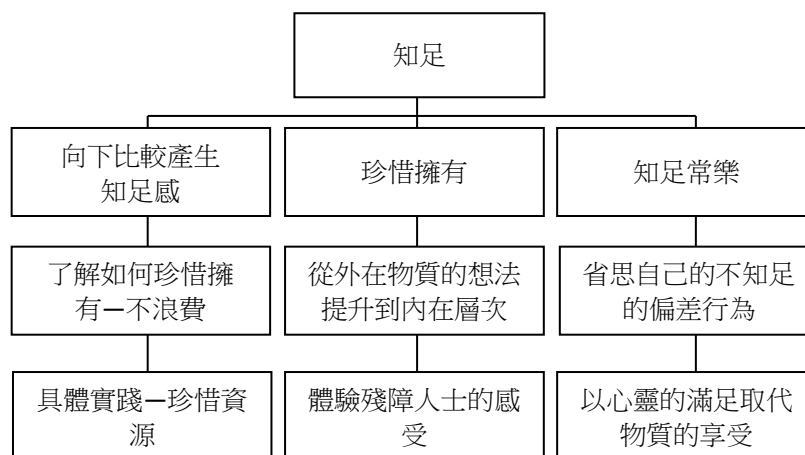 知足
向下比較產生
知足感
珍惜擁有
知足常樂
了解如何珍惜擁
有—不浪費
從外在物質的想法
提升到內在層次
省思自己的不知足
的偏差行為
具體實踐—珍惜資
源
體驗殘障人士的感
受
以心靈的滿足取代
物質的享受